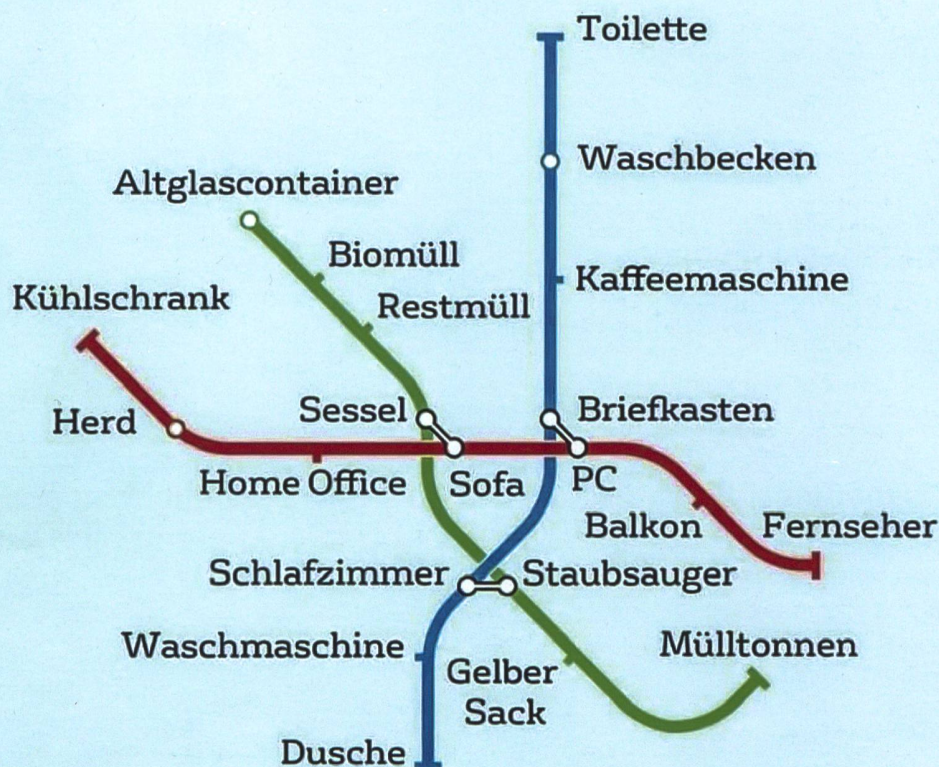 Toilette
Waschbecken
Altglascontainer
Biomüll
Kaffeemaschine
Kühlschrank
Restmüll
Sessel
Briefkasten
Herd
Home Office
Sofa
PC
Balkon
Fernseher
Schlafzimmer
Staubsauger
Waschmaschine
Mülltonnen
Gelber
Sack
Dusche